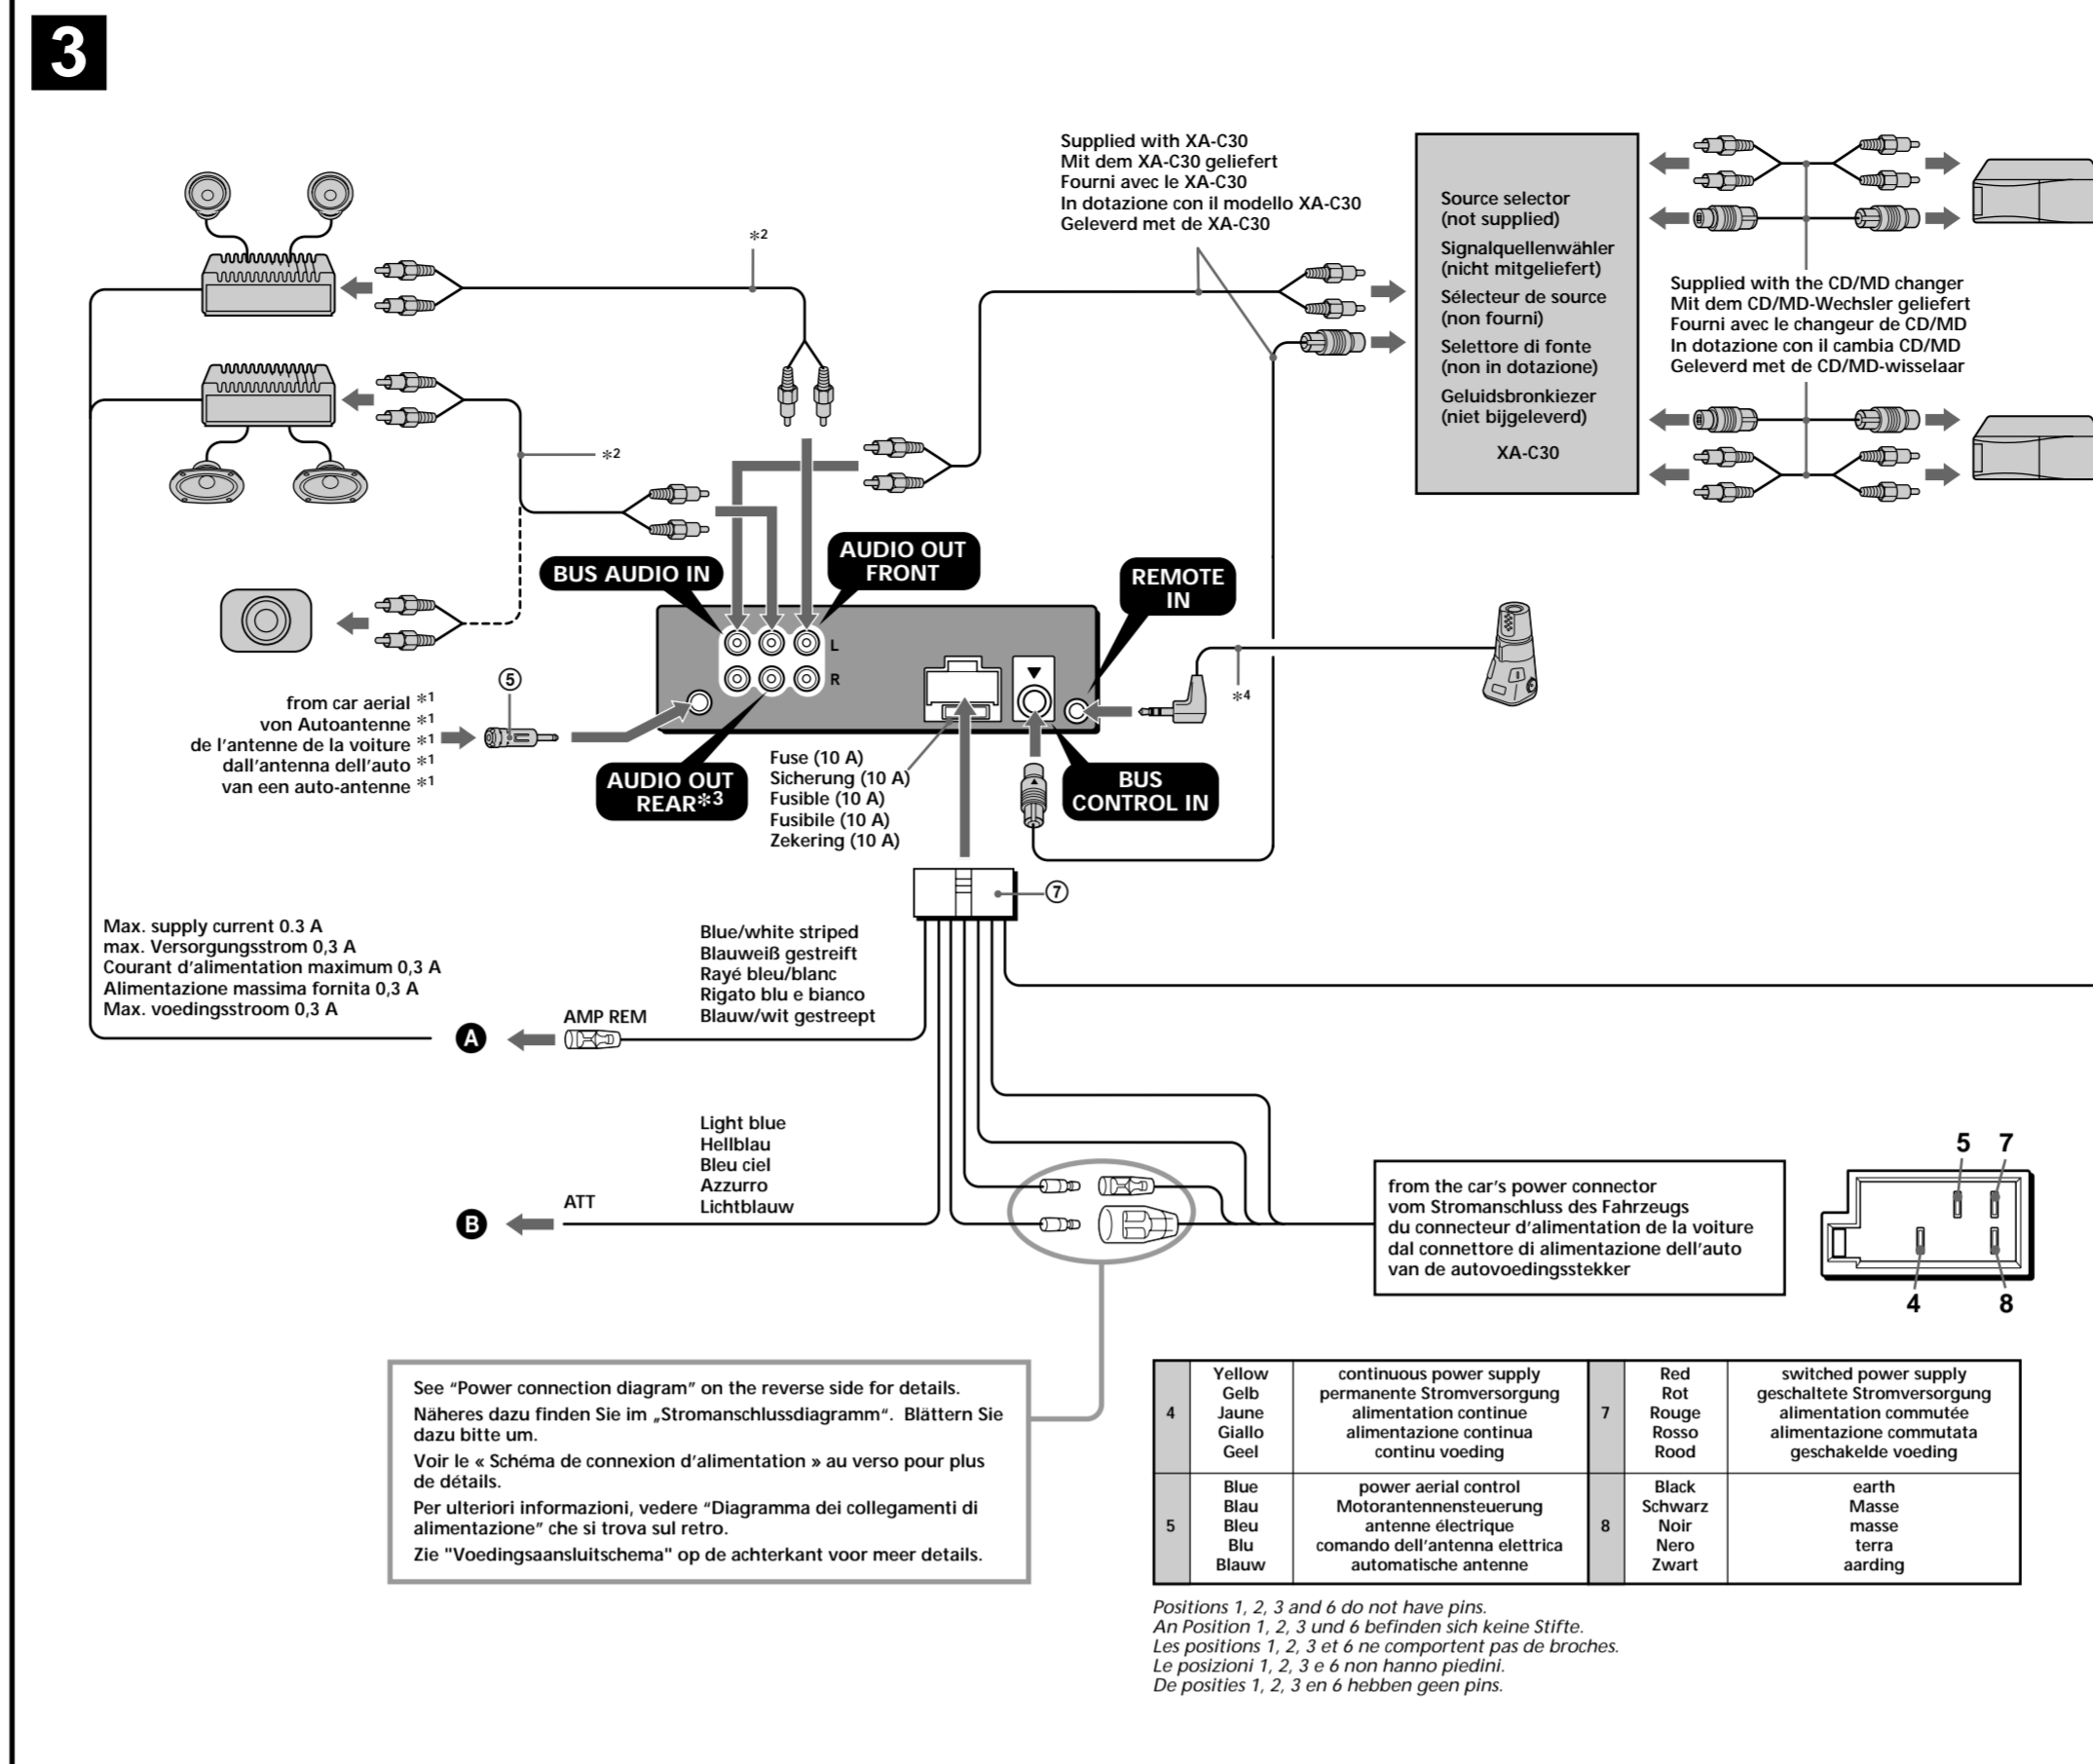 3
Supplied with XA-C30
Mit dem XA-C30 geliefert
Fourni avec le XA-C30
In dotazione con il modello XA-C30
Geleverd met de XA-C30
Source selector
(not supplied)
Signalquellenwähler
(nicht mitgeliefert)
Sélecteur de source
(non fourni)
Selettore di fonte
(non in dotazione)
Geluidsbronkiezer
(niet bijgeleverd)
XA-C30
Supplied with the CD/MD changer
Mit dem CD/MD-Wechsler geliefert
Fourni avec le changeur de CD/MD
In dotazione con il cambia CD/MD
Geleverd met de CD/MD-wisselaar
*2
*2
BUS AUDIO IN
AUDIO OUT
FRONT
REMOTE
IN
L
R
*4
5
from car aerial *1
von Autoantenne *1
de l'antenne de la voiture *1
dall'antenna dell'auto *1
van een auto-antenne *1
AUDIO OUT
REAR*3
Fuse (10 A)
Sicherung (10 A)
Fusible (10 A)
Fusibile (10 A)
Zekering (10 A)
BUS
CONTROL IN
7
Max. supply current 0.3 A
max. Versorgungsstrom 0,3 A
Courant d'alimentation maximum 0,3 A
Alimentazione massima fornita 0,3 A
Max. voedingsstroom 0,3 A
Blue/white striped
Blauweiß gestreift
Rayé bleu/blanc
Rigato blu e bianco
Blauw/wit gestreept
A
AMP REM
Light blue
Hellblau
Bleu ciel
Azzurro
Lichtblauw
B
ATT
from the car's power connector
vom Stromanschluss des Fahrzeugs
du connecteur d'alimentation de la voiture
dal connettore di alimentazione dell'auto
van de autovoedingsstekker
5 7
4 8
See “Power connection diagram” on the reverse side for details.
Näheres dazu finden Sie im „Stromanschlussdiagramm“. Blättern Sie
dazu bitte um.
Voir le « Schéma de connexion d'alimentation » au verso pour plus
de détails.
Per ulteriori informazioni, vedere “Diagramma dei collegamenti di
alimentazione” che si trova sul retro.
Zie "Voedingsaansluitschema" op de achterkant voor meer details.
4
Yellow
Gelb
Jaune
Giallo
Geel
continuous power supply
permanente Stromversorgung
alimentation continue
alimentazione continua
continu voeding
7
Red
Rot
Rouge
Rosso
Rood
switched power supply
geschaltete Stromversorgung
alimentation commutée
alimentazione commutata
geschakelde voeding
5
Blue
Blau
Bleu
Blu
Blauw
power aerial control
Motorantennensteuerung
antenne électrique
comando dell'antenna elettrica
automatische antenne
8
Black
Schwarz
Noir
Nero
Zwart
earth
Masse
masse
terra
aarding
Positions 1, 2, 3 and 6 do not have pins.
An Position 1, 2, 3 und 6 befinden sich keine Stifte.
Les positions 1, 2, 3 et 6 ne comportent pas de broches.
Le posizioni 1, 2, 3 e 6 non hanno piedini.
De posities 1, 2, 3 en 6 hebben geen pins.